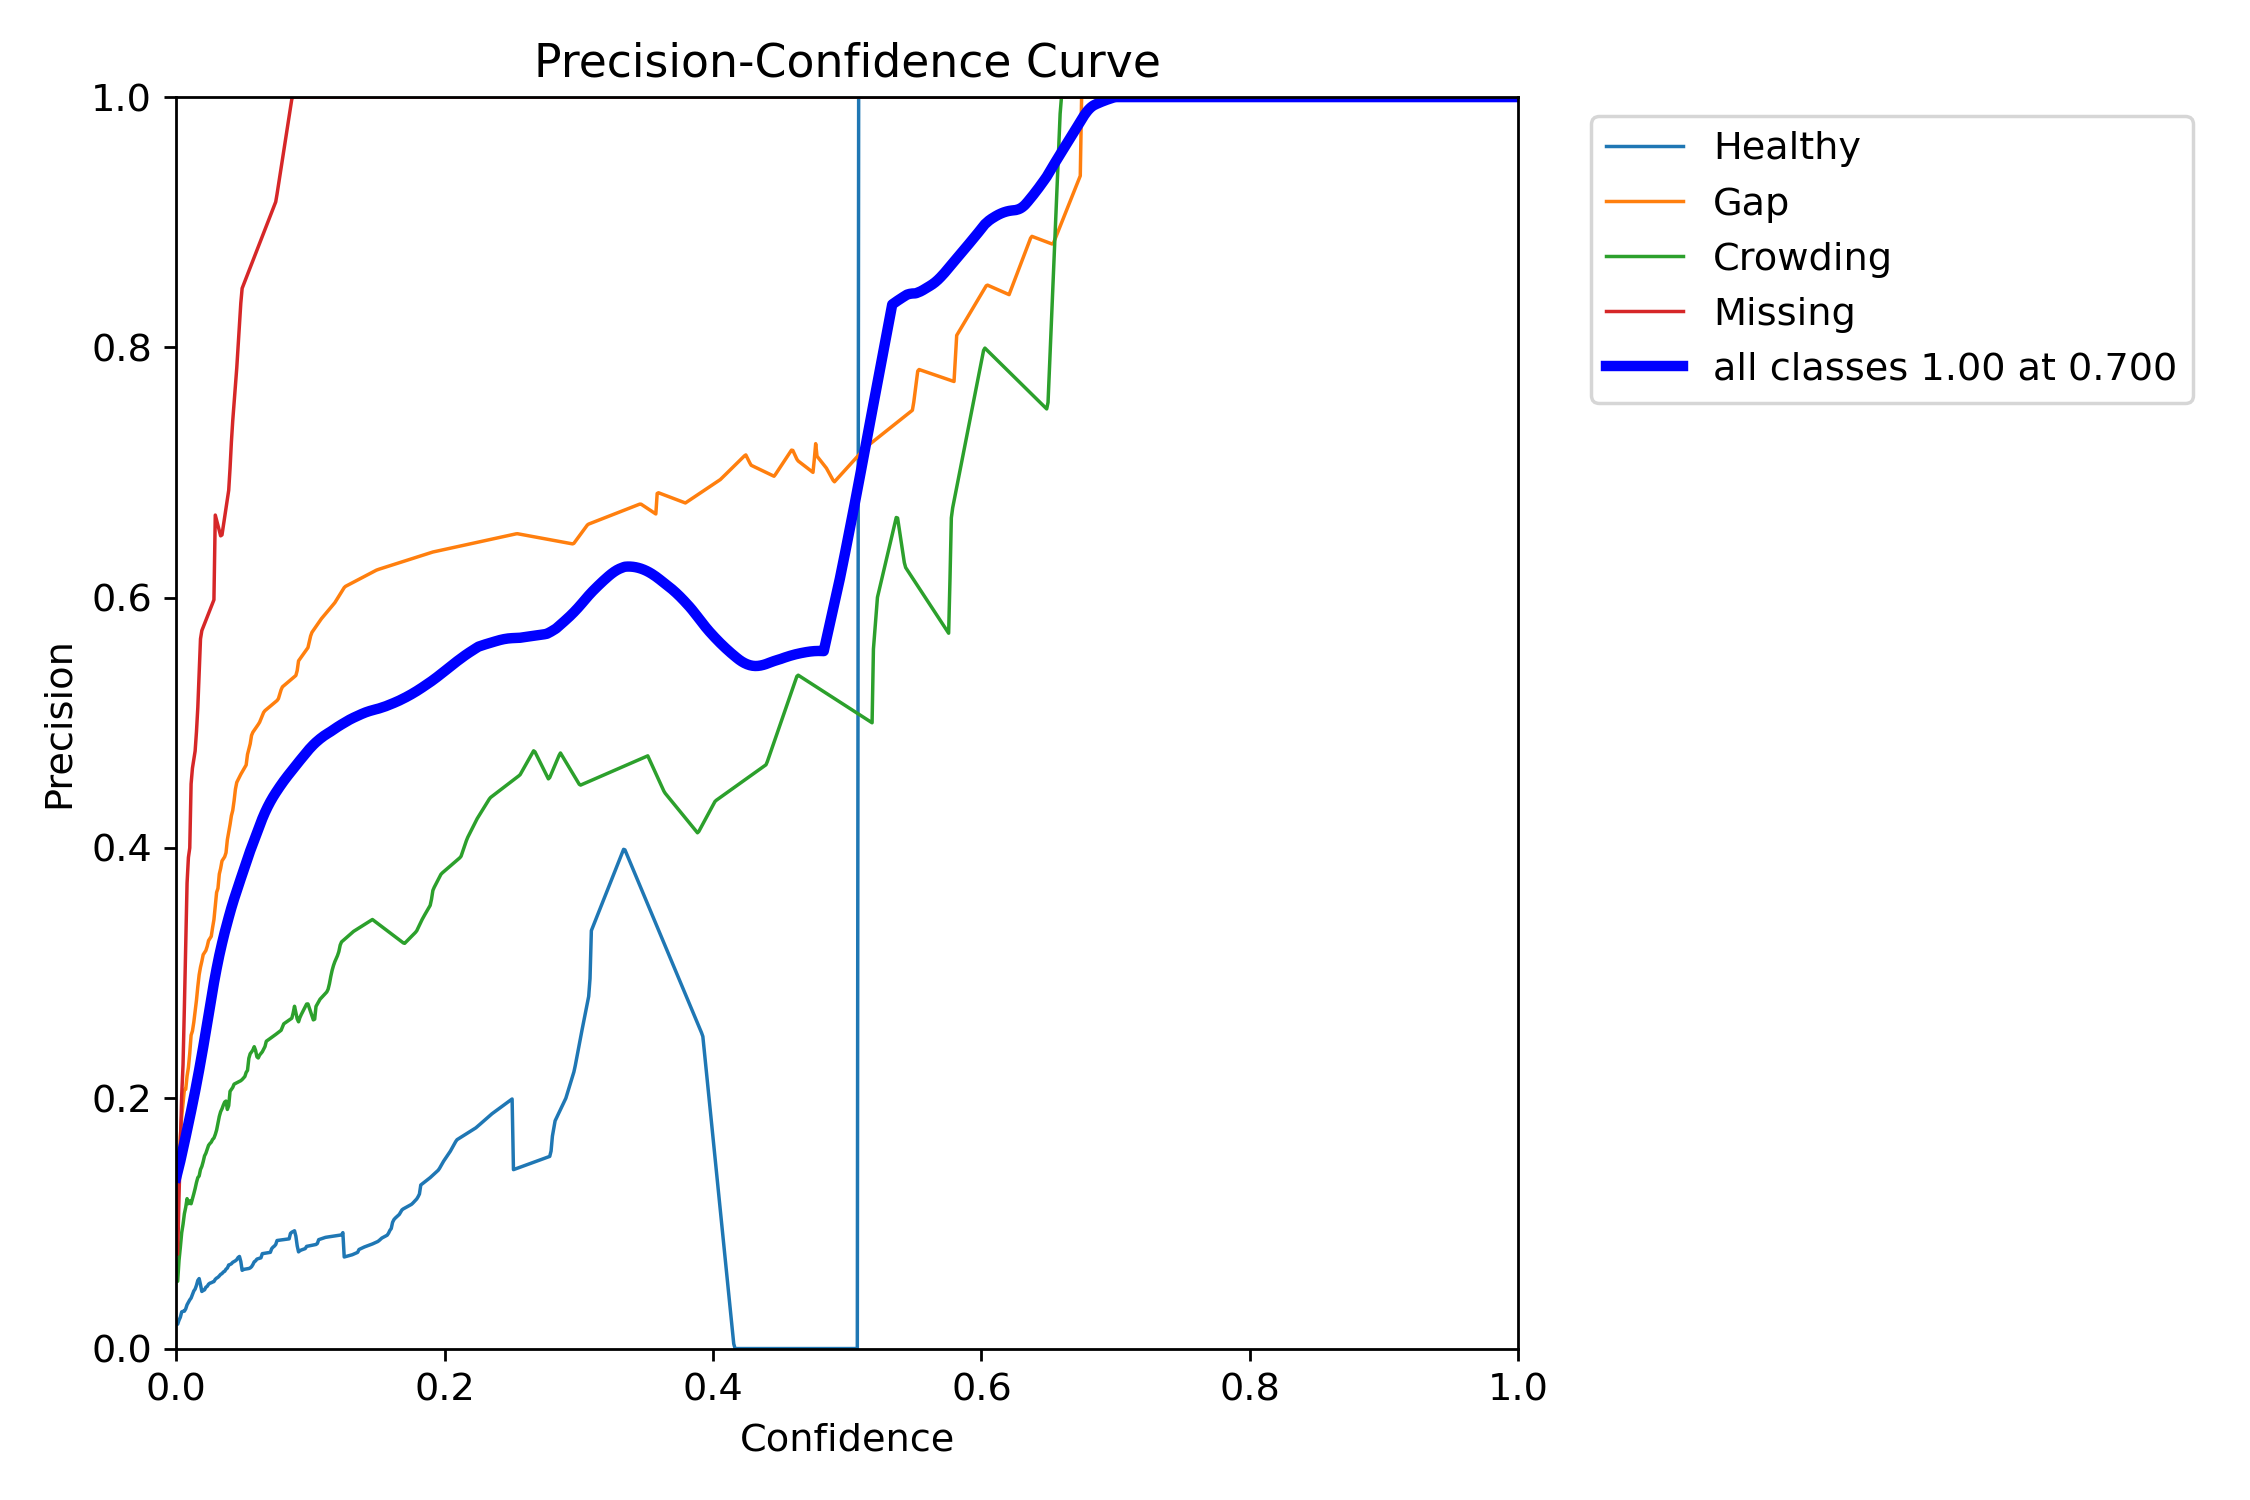 Precision-Confidence Curve
1.0
0.8
0.6
0.4
0.2
0.0
Precision
0.0 0.2 0.4 0.6 0.8 1.0
Confidence
Healthy
Gap
Crowding
Missing
all classes 1.00 at 0.700